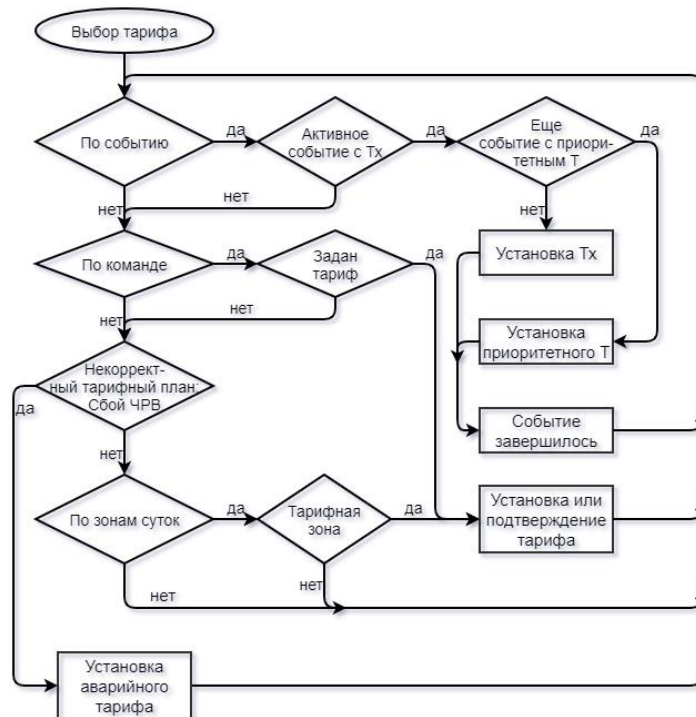 Выбор тарифа
По событию
да
Активное
событие с Тх
да
Еще
событие с приори-
тетным Т
да
нет
нет
нет
Установка Тх
По команде
да
Задан
тариф
да
нет
нет
Установка
приоритетного Т
Некоррект-
ный тарифный план;
Сбой ЧРВ
да
нет
Событие
завершилось
По зонам суток
да
Тарифная
зона
да
Установка или
подтверждение
тарифа
нет
нет
Установка
аварийного
тарифа